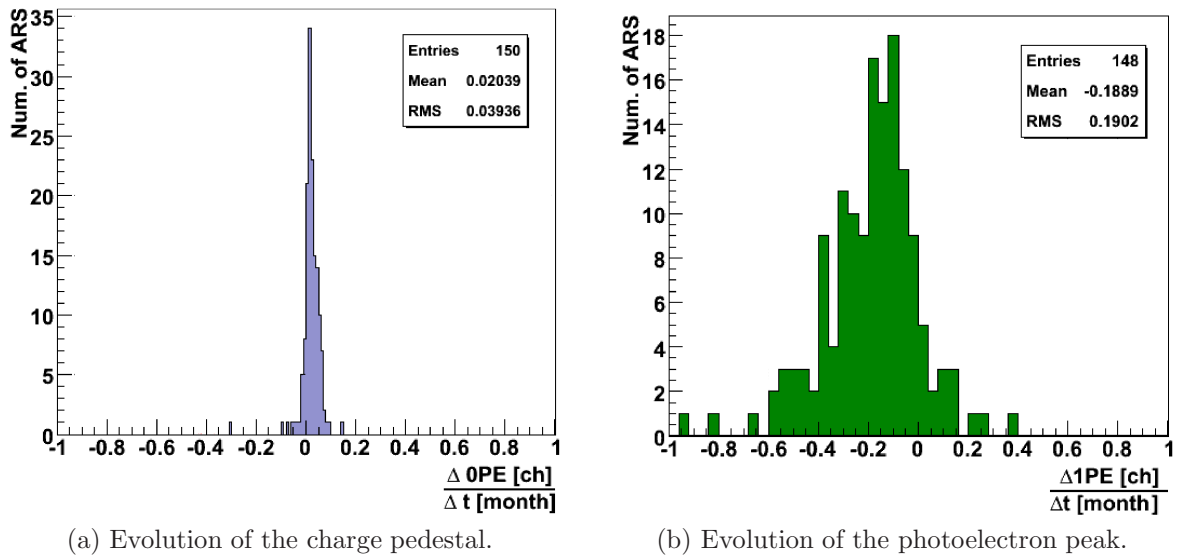 Num. of ARS
35
30
25
20
15
10
5
0
Entries 150
Mean 0.02039
RMS 0.03936
-1 -0.8 -0.6 -0.4 -0.2 0 0.2 0.4 0.6 0.8 1
Δ 0PE [ch]
Δ t [month]
(a) Evolution of the charge pedestal.
Num. of ARS
18
16
14
12
10
8
6
4
2
0
Entries 148
Mean -0.1889
RMS 0.1902
-1 -0.8 -0.6 -0.4 -0.2 0 0.2 0.4 0.6 0.8 1
Δ1PE [ch]
Δt [month]
(b) Evolution of the photoelectron peak.